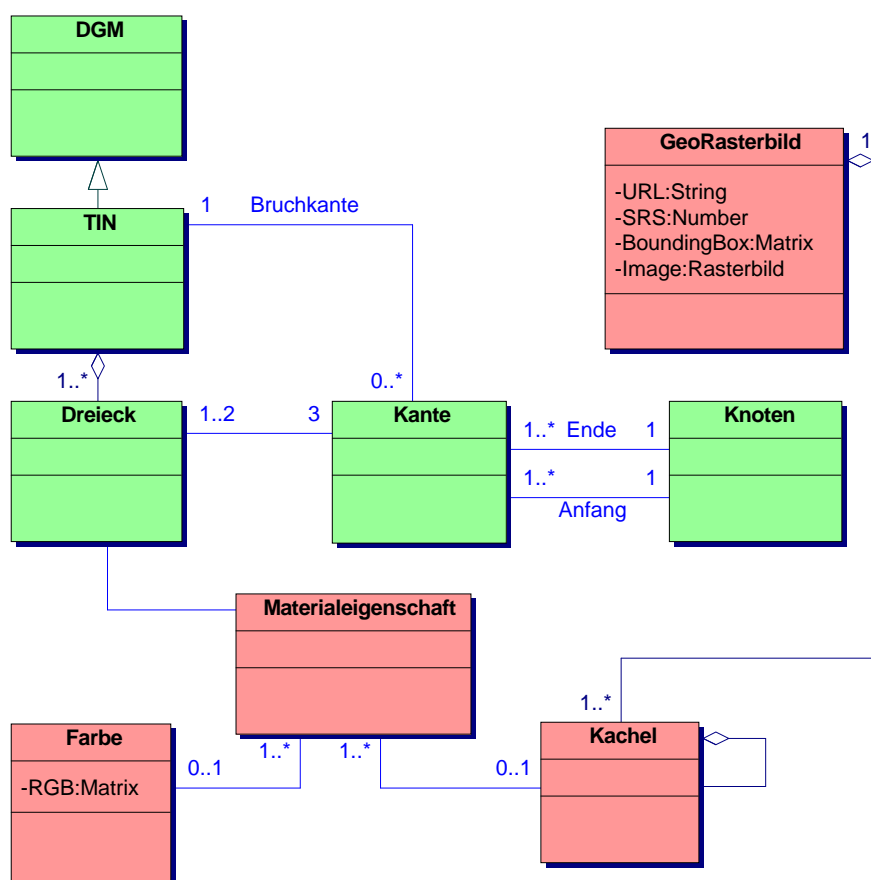 DGM
GeoRasterbild
1
-URL:String
-SRS:Number
-BoundingBox:Matrix
-Image:Rasterbild
TIN
1 Bruchkante
1..*
0..*
Dreieck
1..2 3
Kante
1..* Ende 1
Knoten
1..* 1
Anfang
Materialeigenschaft
1..*
Farbe
-RGB:Matrix
0..1
1..* 1..*
0..1
Kachel